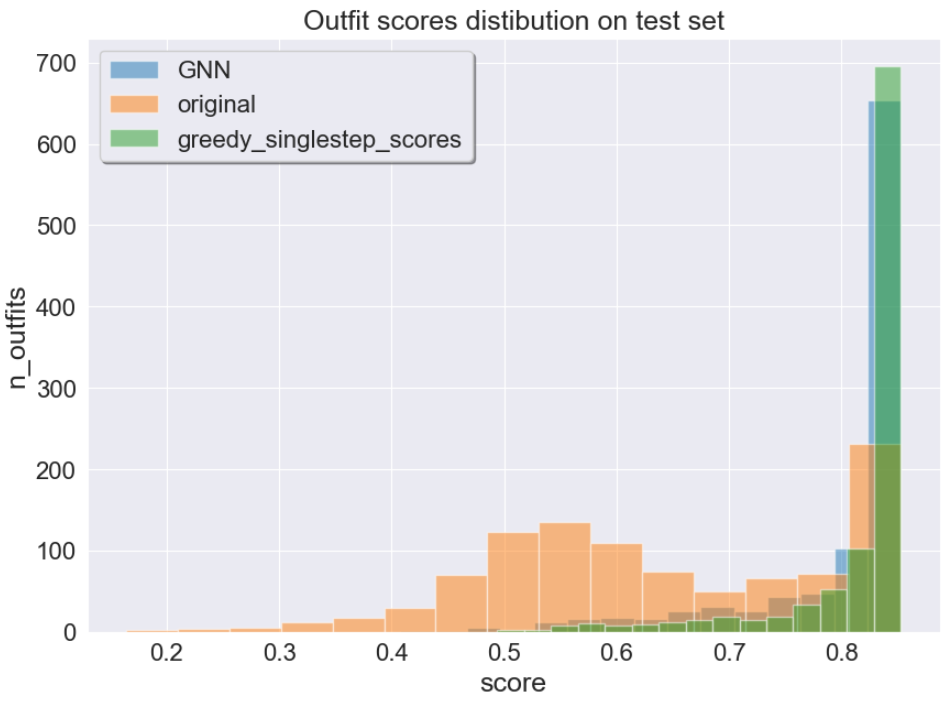 Outfit scores distibution on test set
GNN
original
greedy_singlestep_scores
n_outfits
700
600
500
400
300
200
100
0
0.2 0.3 0.4 0.5 0.6 0.7 0.8
score